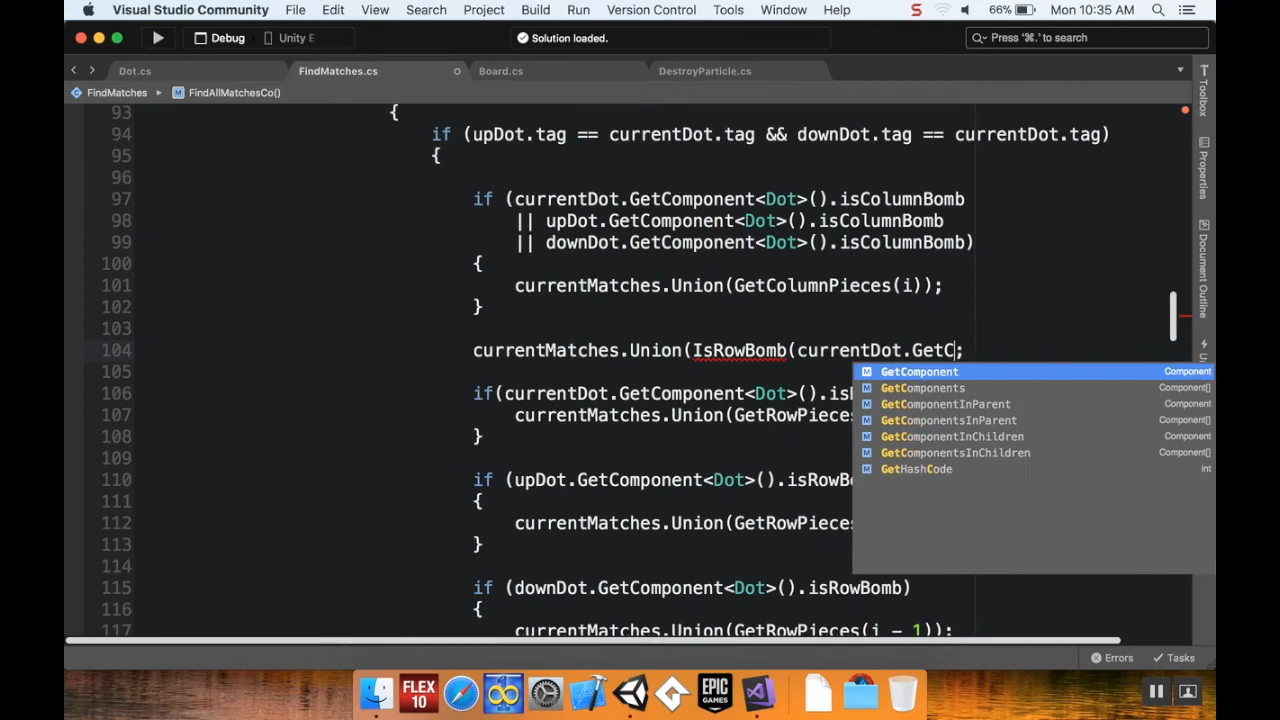 Visual Studio Community File Edit View Search Project Build Run Version Control Tools Window Help S 66% Mon 10:35 AM
Debug Unity E Solution loaded. Press '⌘.' to search
Dot.cs FindMatches.cs Board.cs DestroyParticle.cs
FindMatches FindAllMatchesCo()
Toolbox
Properties
Document Outline
93 {
94 if (upDot.tag == currentDot.tag && downDot.tag == currentDot.tag)
95 {
96
97 if (currentDot.GetComponent<Dot>().isColumnBomb
98 || upDot.GetComponent<Dot>().isColumnBomb
99 || downDot.GetComponent<Dot>().isColumnBomb)
100 {
101 currentMatches.Union(GetColumnPieces(i));
102 }
103
104 currentMatches.Union(IsRowBomb(currentDot.GetC;
105
GetComponent Component
GetComponents Component[]
GetComponentInParent Component
GetComponentsInParent Component[]
GetComponentInChildren Component
GetComponentsInChildren Component[]
GetHashCode int
106 if(currentDot.GetComponent<Dot>().is
107 currentMatches.Union(GetRowPieces
108 }
109
110 if (upDot.GetComponent<Dot>().isRowB
111 {
112 currentMatches.Union(GetRowPieces
113 }
114
115 if (downDot.GetComponent<Dot>().isRowBomb)
116 {
117 currentMatches.Union(GetRowPieces(i - 1));
Errors Tasks
FLEX 10
EPIC GAMES